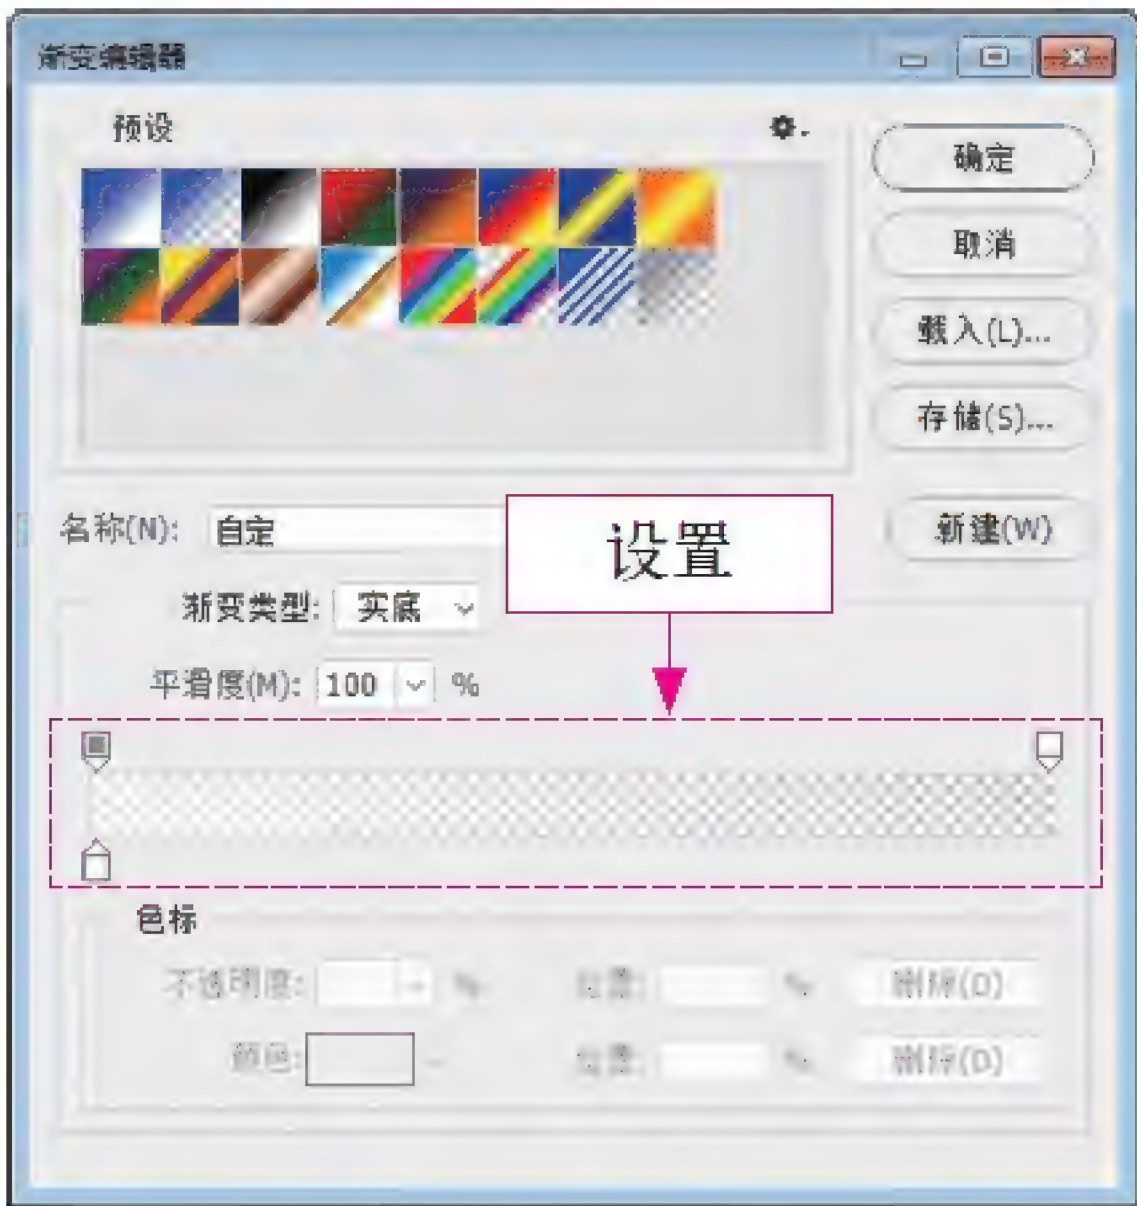 渐变编辑器
预设
确定
取消
载入(L)...
存储(S)...
名称(N): 自定
新建(W)
设置
渐变类型: 实底
平滑度(M): 100 %
色标
不透明度: % 位置: % 删除(D)
颜色: 位置: % 删除(D)